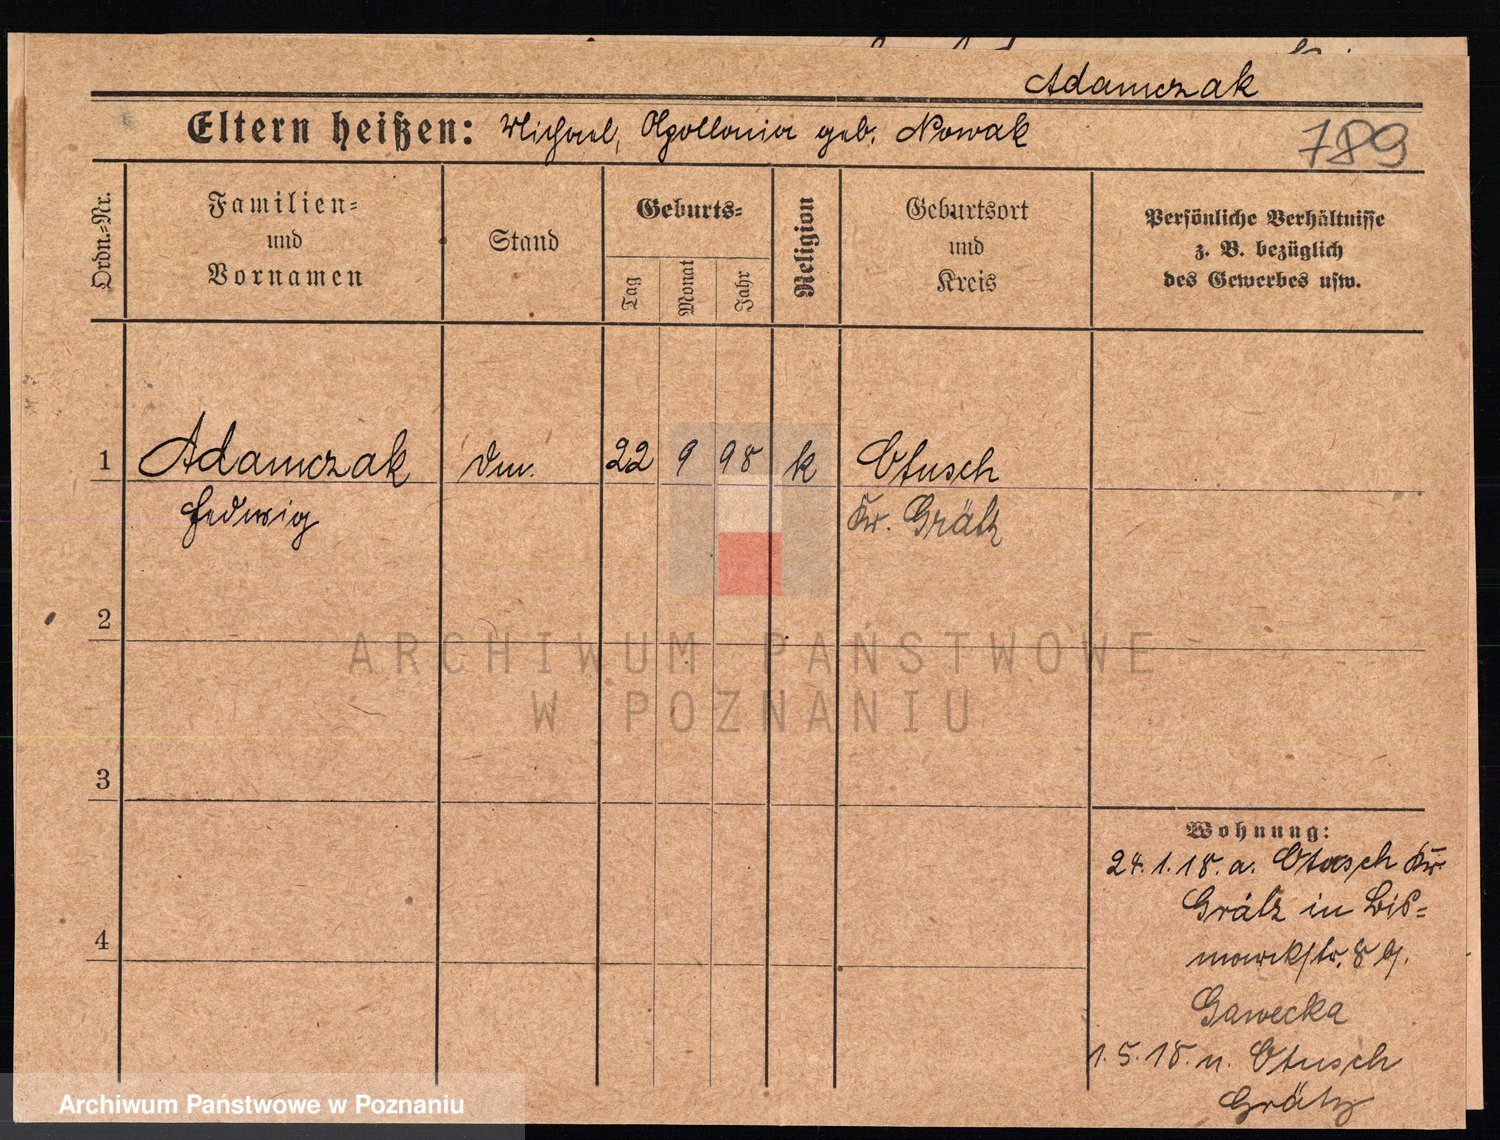 Adamczak
Eltern heißen: Michael, Apollonia geb. Nowak
789
Ordn.-Nr.
Familien-
und
Vornamen
Stand
Geburts-
Tag
Monat
Jahr
Religion
Geburtsort
und
Kreis
Persönliche Verhältnisse
z. B. bezüglich
des Gewerbes usw.
1 Adamczak 22 9 98 k Otusch
Hedwig Kr. Grätz
2
ARCHIWUM PAŃSTWOWE
W POZNANIU
3
Wohnung:
24.1.18. a. Otusch Kr.
Grätz in Bis-
4
marckstr. 8 b/.
Gawecka
1.5.18. n. Otusch
Grätz
Archiwum Państwowe w Poznaniu